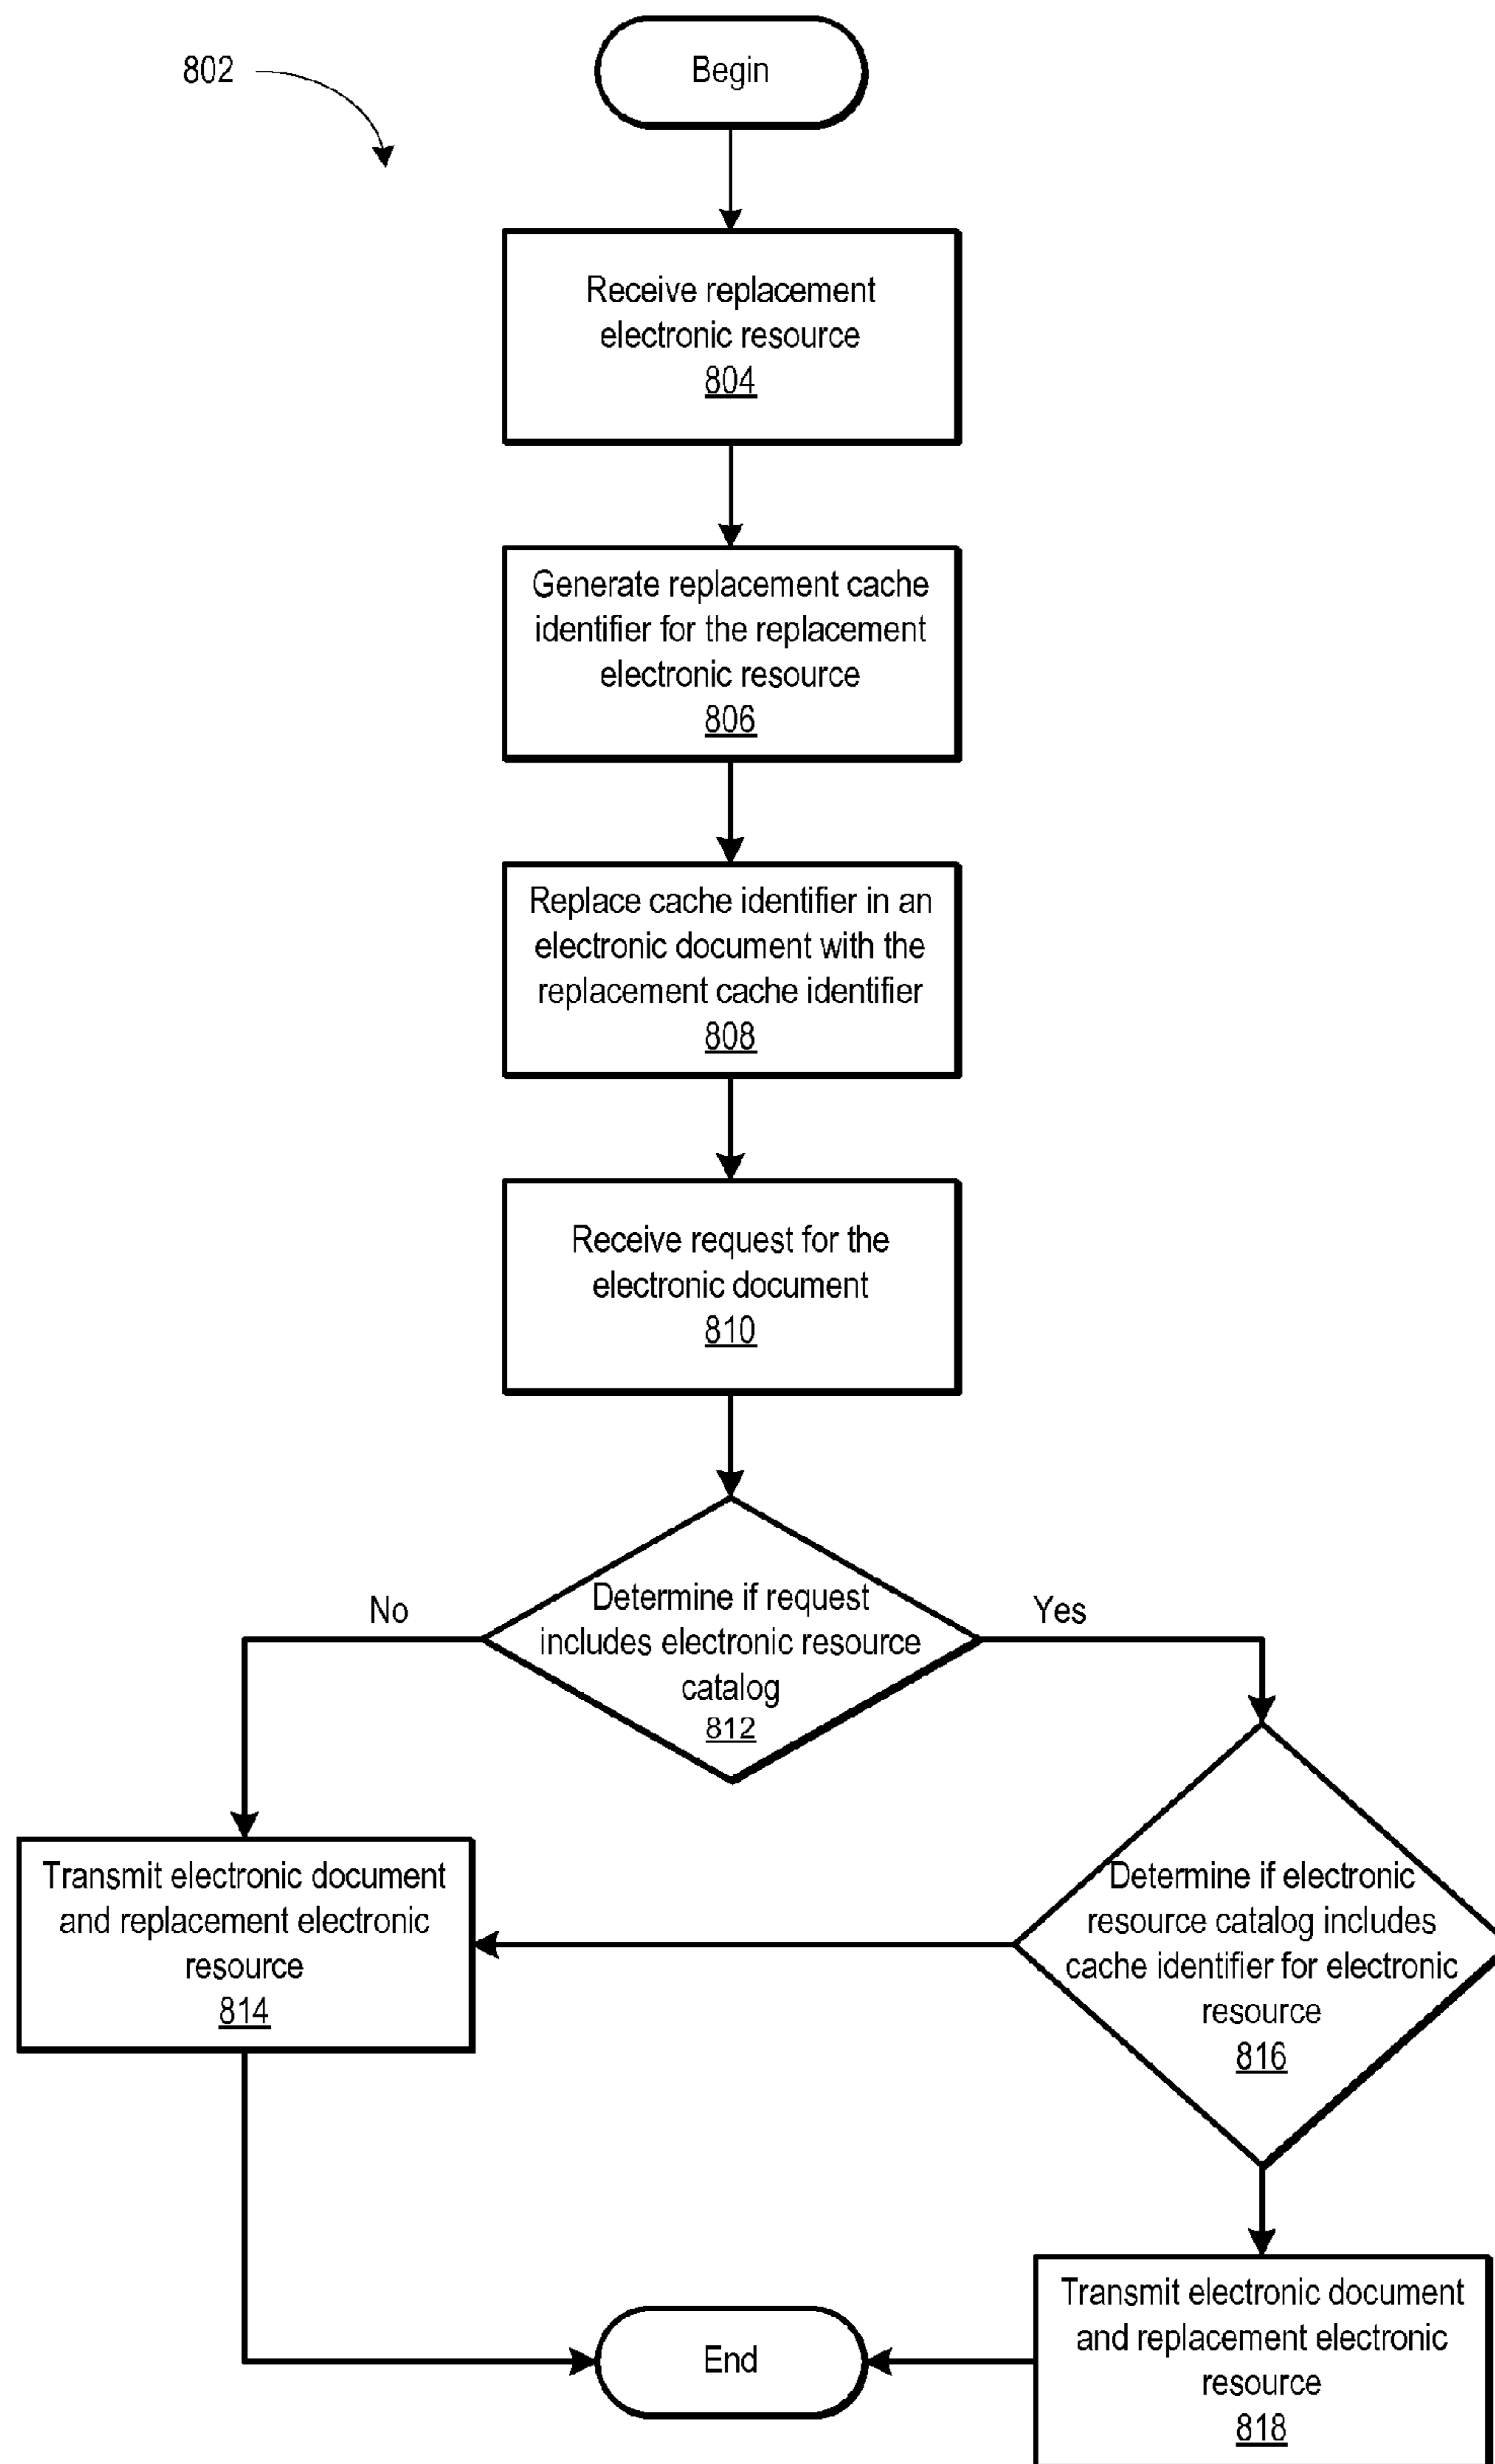 802
Begin
Receive replacement
electronic resource
804
Generate replacement cache
identifier for the replacement
electronic resource
806
Replace cache identifier in an
electronic document with the
replacement cache identifier
808
Receive request for the
electronic document
810
Determine if request
includes electronic resource
catalog
812
No
Yes
Transmit electronic document
and replacement electronic
resource
814
Determine if electronic
resource catalog includes
cache identifier for electronic
resource
816
Transmit electronic document
and replacement electronic
resource
818
End